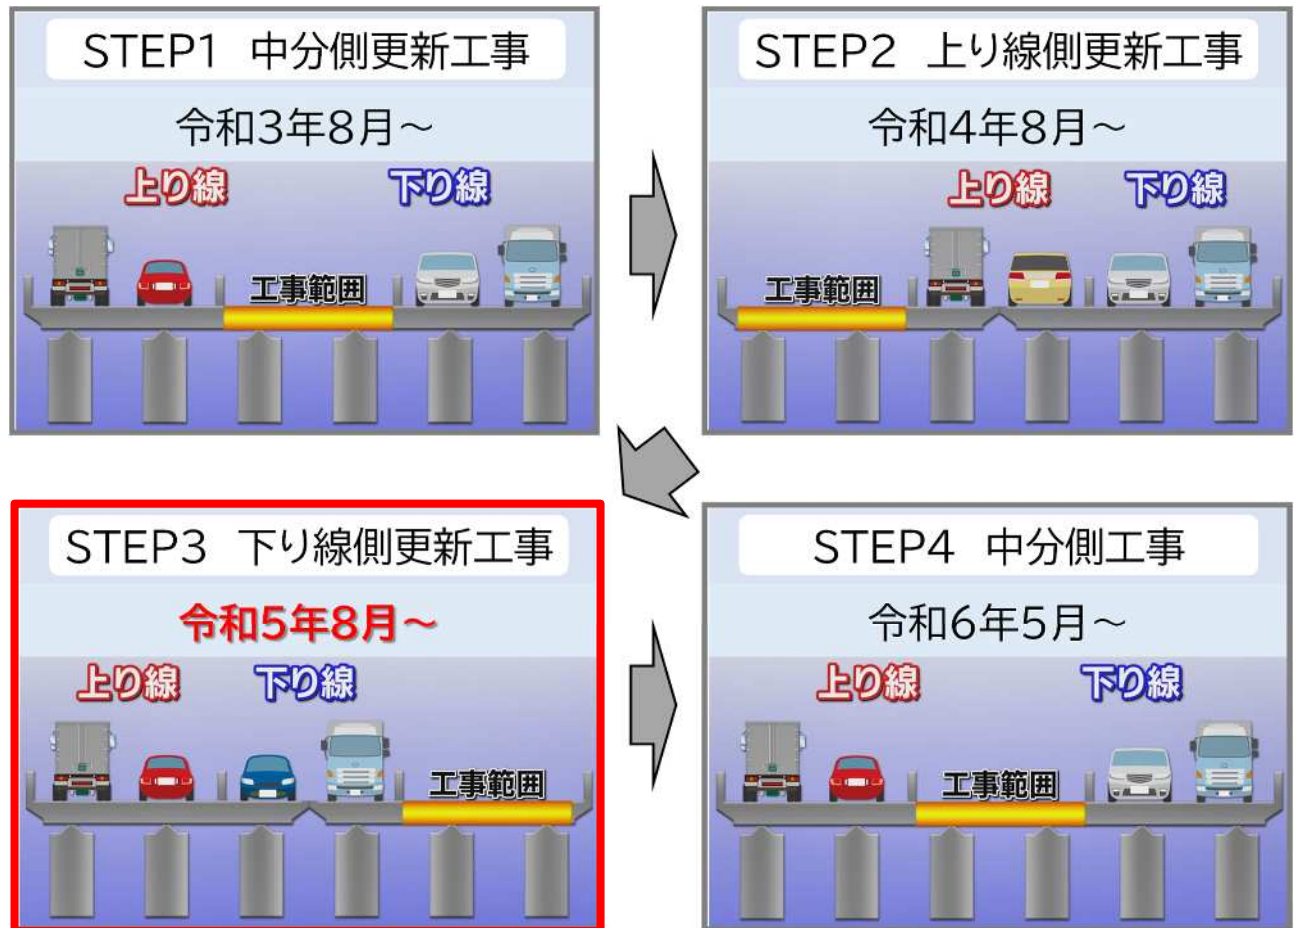 STEP1 中分側更新工事
令和3年8月～
上り線 下り線
工事範囲
STEP2 上り線側更新工事
令和4年8月～
上り線 下り線
工事範囲
STEP3 下り線側更新工事
令和5年8月～
上り線 下り線
工事範囲
STEP4 中分側工事
令和6年5月～
上り線 下り線
工事範囲